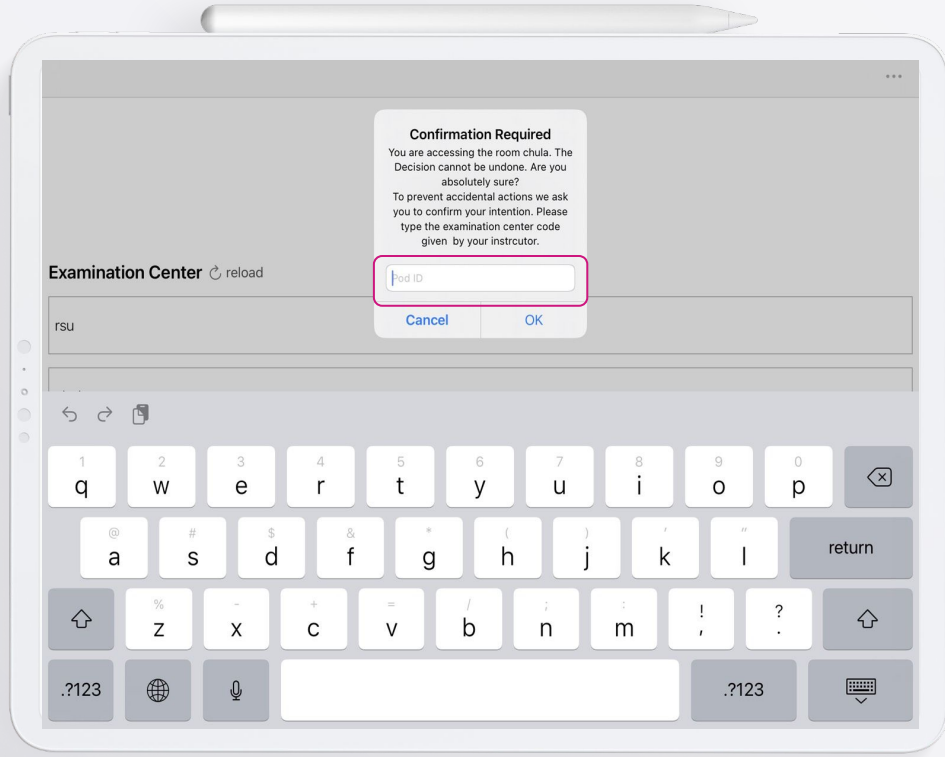 Confirmation Required
You are accessing the room chula. The
Decision cannot be undone. Are you
absolutely sure?
To prevent accidental actions we ask
you to confirm your intention. Please
type the examination center code
given by your instrcutor.
Pod ID
Cancel OK
Examination Center reload
rsu
1 2 3 4 5 6 7 8 9 0
q w e r t y u i o p
@ # $ & * ( ) ' "
a s d f g h j k l return
% - + = / ; : ! ?
z x c v b n m , .
.?123 .?123